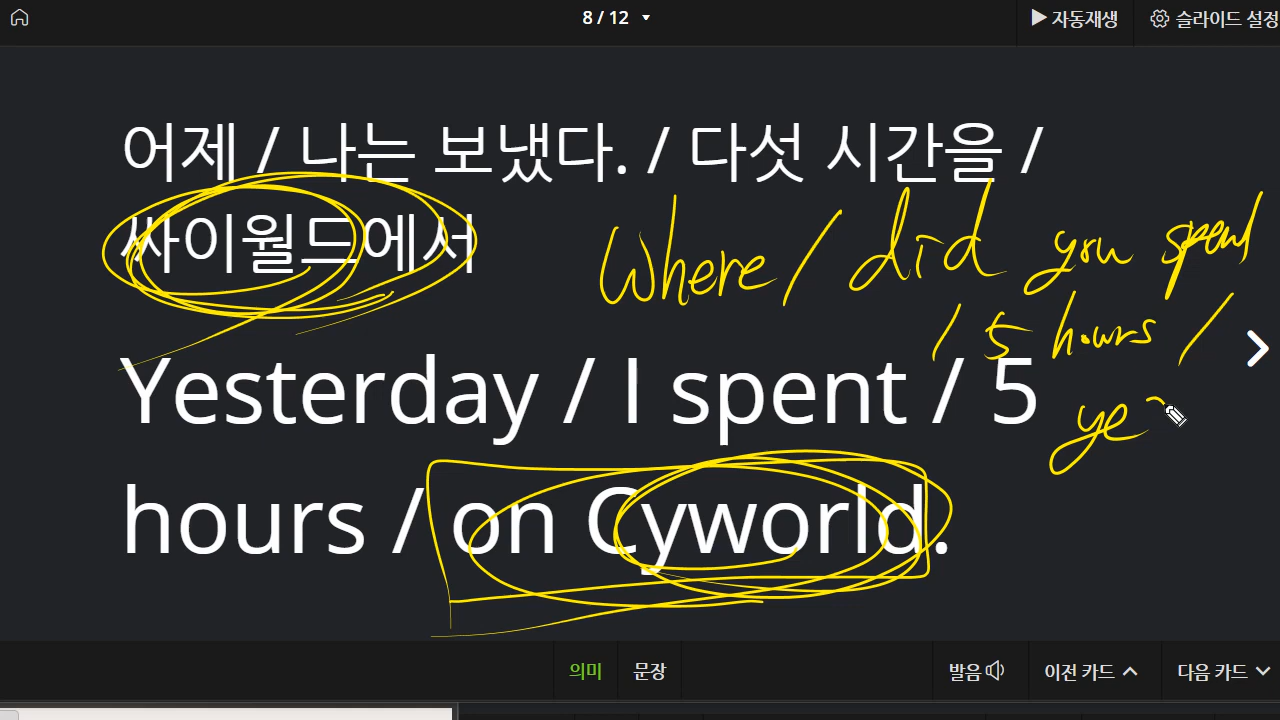 8 / 12
자동재생
슬라이드 설정
어제 / 나는 보냈다. / 다섯 시간을 /
싸이월드에서
Where / did you spend
/ 5 hours /
ye
Yesterday / I spent / 5
hours / on Cyworld.
의미
문장
발음
이전 카드
다음 카드